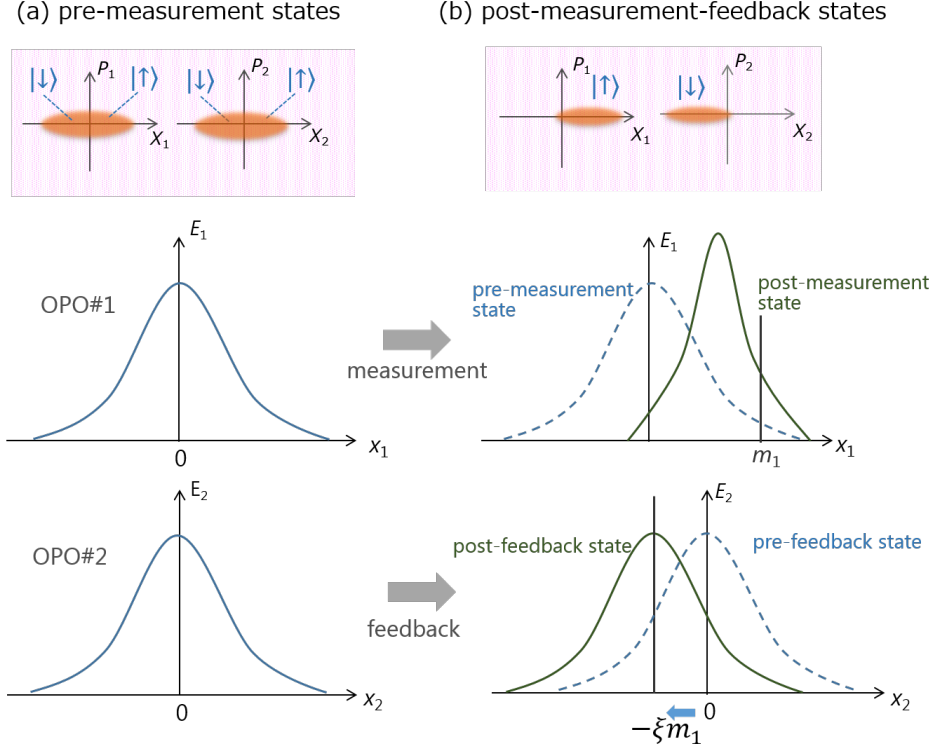 (a) pre-measurement states
(b) post-measurement-feedback states
|↓⟩ P₁ |↑⟩ X₁
|↓⟩ P₂ |↑⟩ X₂
P₁ |↑⟩ X₁
|↓⟩ P₂ X₂
E₁
OPO#1
0
x₁
measurement
E₁
pre-measurement
state
post-measurement
state
m₁
x₁
E₂
OPO#2
0
x₂
feedback
E₂
post-feedback state
pre-feedback state
0
x₂
−ξm₁